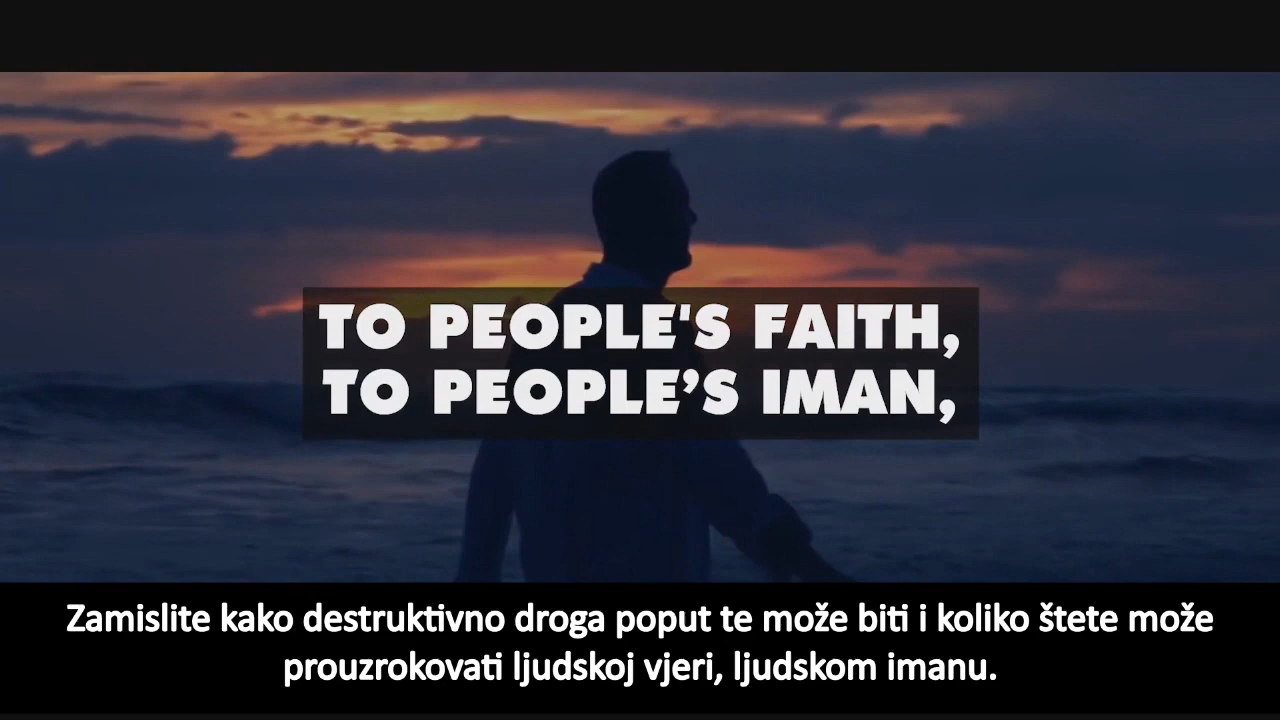 TO PEOPLE'S FAITH,
TO PEOPLE’S IMAN,
Zamislite kako destruktivno droga poput te može biti i koliko štete može
prouzrokovati ljudskoj vjeri, ljudskom imanu.